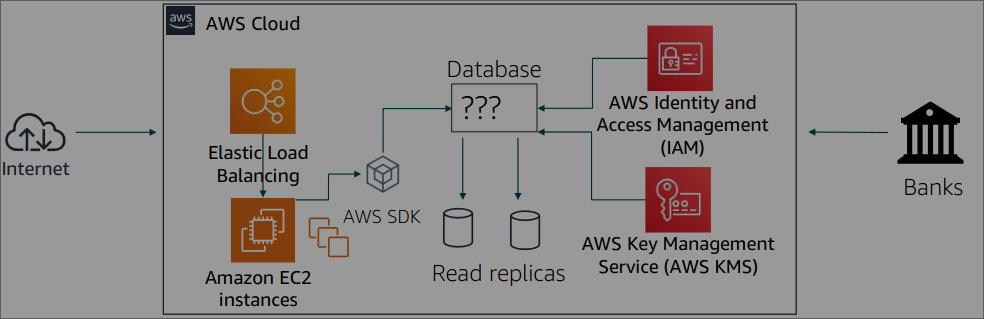 aws
AWS Cloud
Internet
Elastic Load
Balancing
Amazon EC2
instances
AWS SDK
Database
???
Read replicas
AWS Identity and
Access Management
(IAM)
AWS Key Management
Service (AWS KMS)
Banks